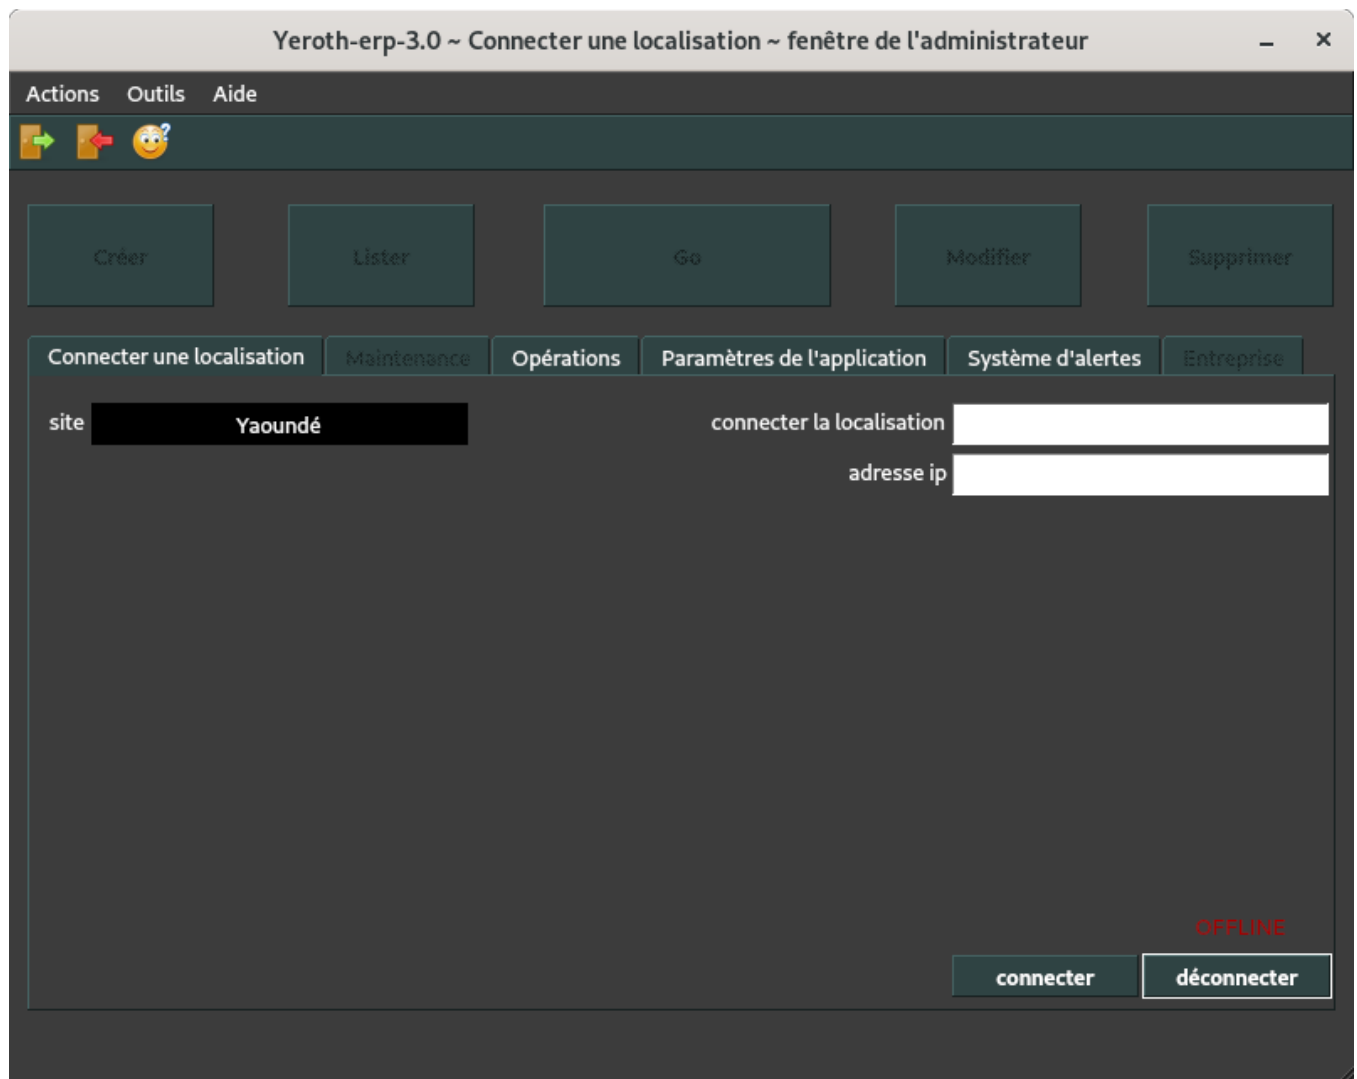 Yeroth-erp-3.0 ~ Connecter une localisation ~ fenêtre de l'administrateur
Actions Outils Aide
Créer Lister Go Modifier Supprimer
Connecter une localisation Maintenance Opérations Paramètres de l'application Système d'alertes Entreprise
site Yaoundé connecter la localisation
adresse ip
OFFLINE
connecter déconnecter